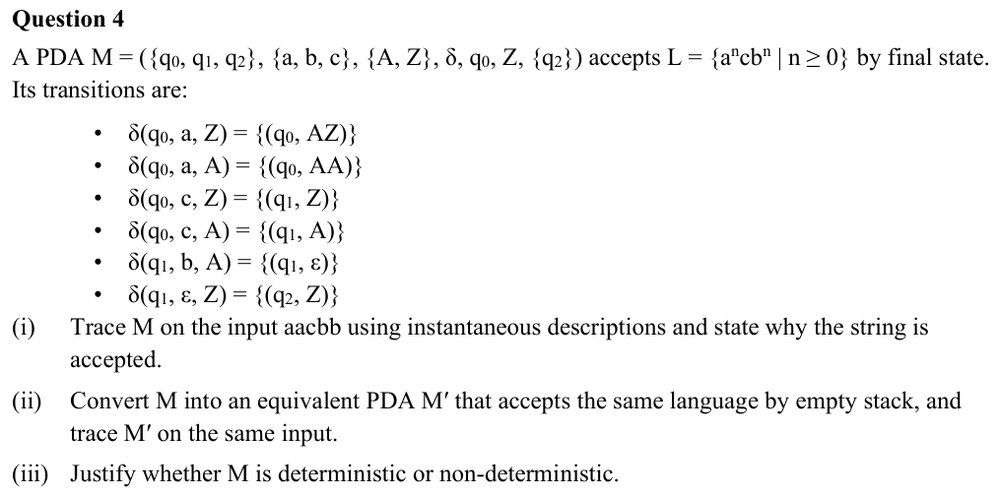 Question 4
A PDA M = ({q₀, q₁, q₂}, {a, b, c}, {A, Z}, δ, q₀, Z, {q₂}) accepts L = {aⁿcbⁿ | n ≥ 0} by final state.
Its transitions are:
• δ(q₀, a, Z) = {(q₀, AZ)}
• δ(q₀, a, A) = {(q₀, AA)}
• δ(q₀, c, Z) = {(q₁, Z)}
• δ(q₀, c, A) = {(q₁, A)}
• δ(q₁, b, A) = {(q₁, ε)}
• δ(q₁, ε, Z) = {(q₂, Z)}
(i) Trace M on the input aacbb using instantaneous descriptions and state why the string is
accepted.
(ii) Convert M into an equivalent PDA M′ that accepts the same language by empty stack, and
trace M′ on the same input.
(iii) Justify whether M is deterministic or non-deterministic.